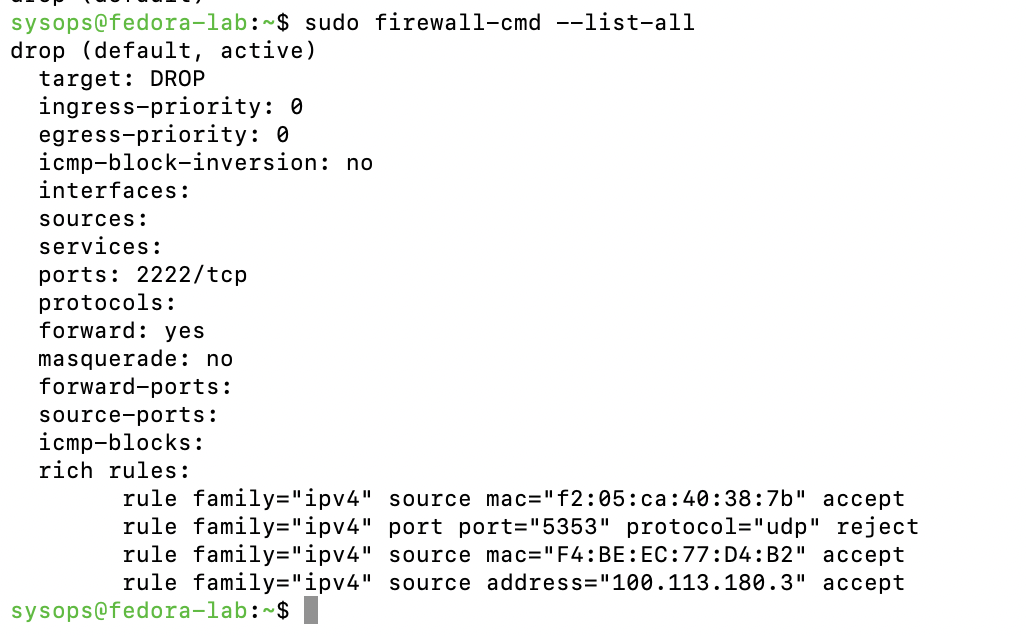 drop (default)
sysops@fedora-lab:~$ sudo firewall-cmd --list-all
drop (default, active)
  target: DROP
  ingress-priority: 0
  egress-priority: 0
  icmp-block-inversion: no
  interfaces:
  sources:
  services:
  ports: 2222/tcp
  protocols:
  forward: yes
  masquerade: no
  forward-ports:
  source-ports:
  icmp-blocks:
  rich rules:
        rule family="ipv4" source mac="f2:05:ca:40:38:7b" accept
        rule family="ipv4" port port="5353" protocol="udp" reject
        rule family="ipv4" source mac="F4:BE:EC:77:D4:B2" accept
        rule family="ipv4" source address="100.113.180.3" accept
sysops@fedora-lab:~$